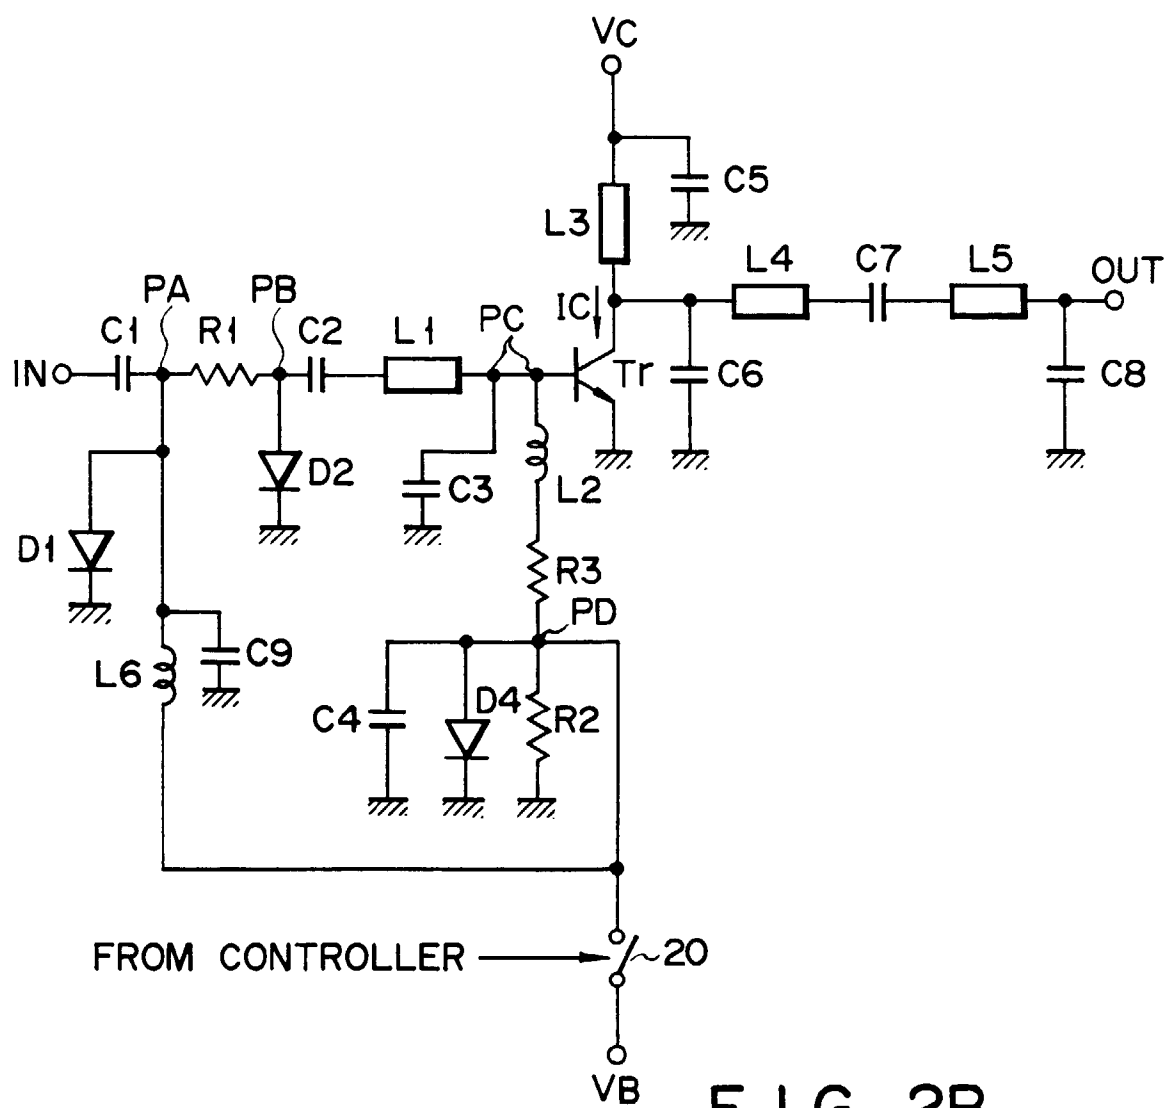 VC
C5
L3
L4 C7 L5 OUT
PA PB PC IC
C1 R1 C2 L1
IN Tr C6 C8
D2 C3 L2
D1 R3
PD
L6 C9
C4 D4 R2
FROM CONTROLLER 20
VB